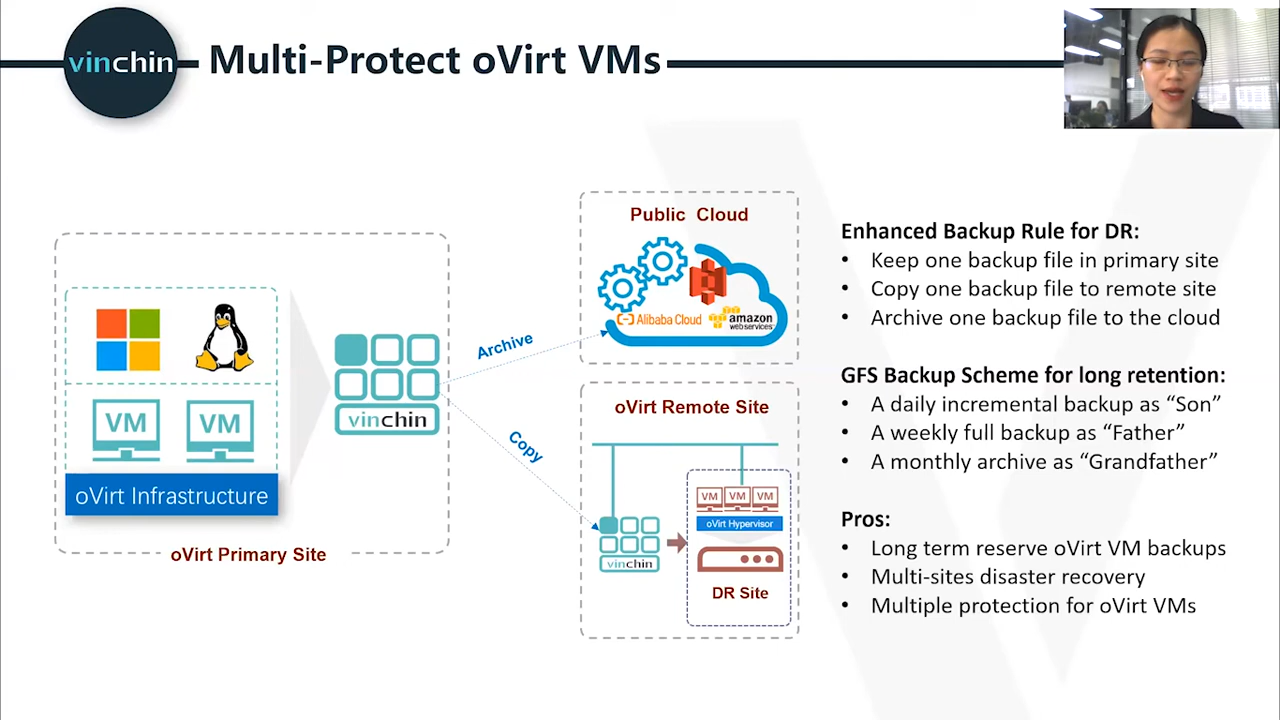 vinchin
Multi-Protect oVirt VMs
Public Cloud
Alibaba Cloud
amazon
webservices
Archive
VM
VM
vinchin
oVirt Infrastructure
oVirt Primary Site
Copy
oVirt Remote Site
VM VM VM
oVirt Hypervisor
vinchin
DR Site
Enhanced Backup Rule for DR:
• Keep one backup file in primary site
• Copy one backup file to remote site
• Archive one backup file to the cloud
GFS Backup Scheme for long retention:
• A daily incremental backup as “Son”
• A weekly full backup as “Father”
• A monthly archive as “Grandfather”
Pros:
• Long term reserve oVirt VM backups
• Multi-sites disaster recovery
• Multiple protection for oVirt VMs